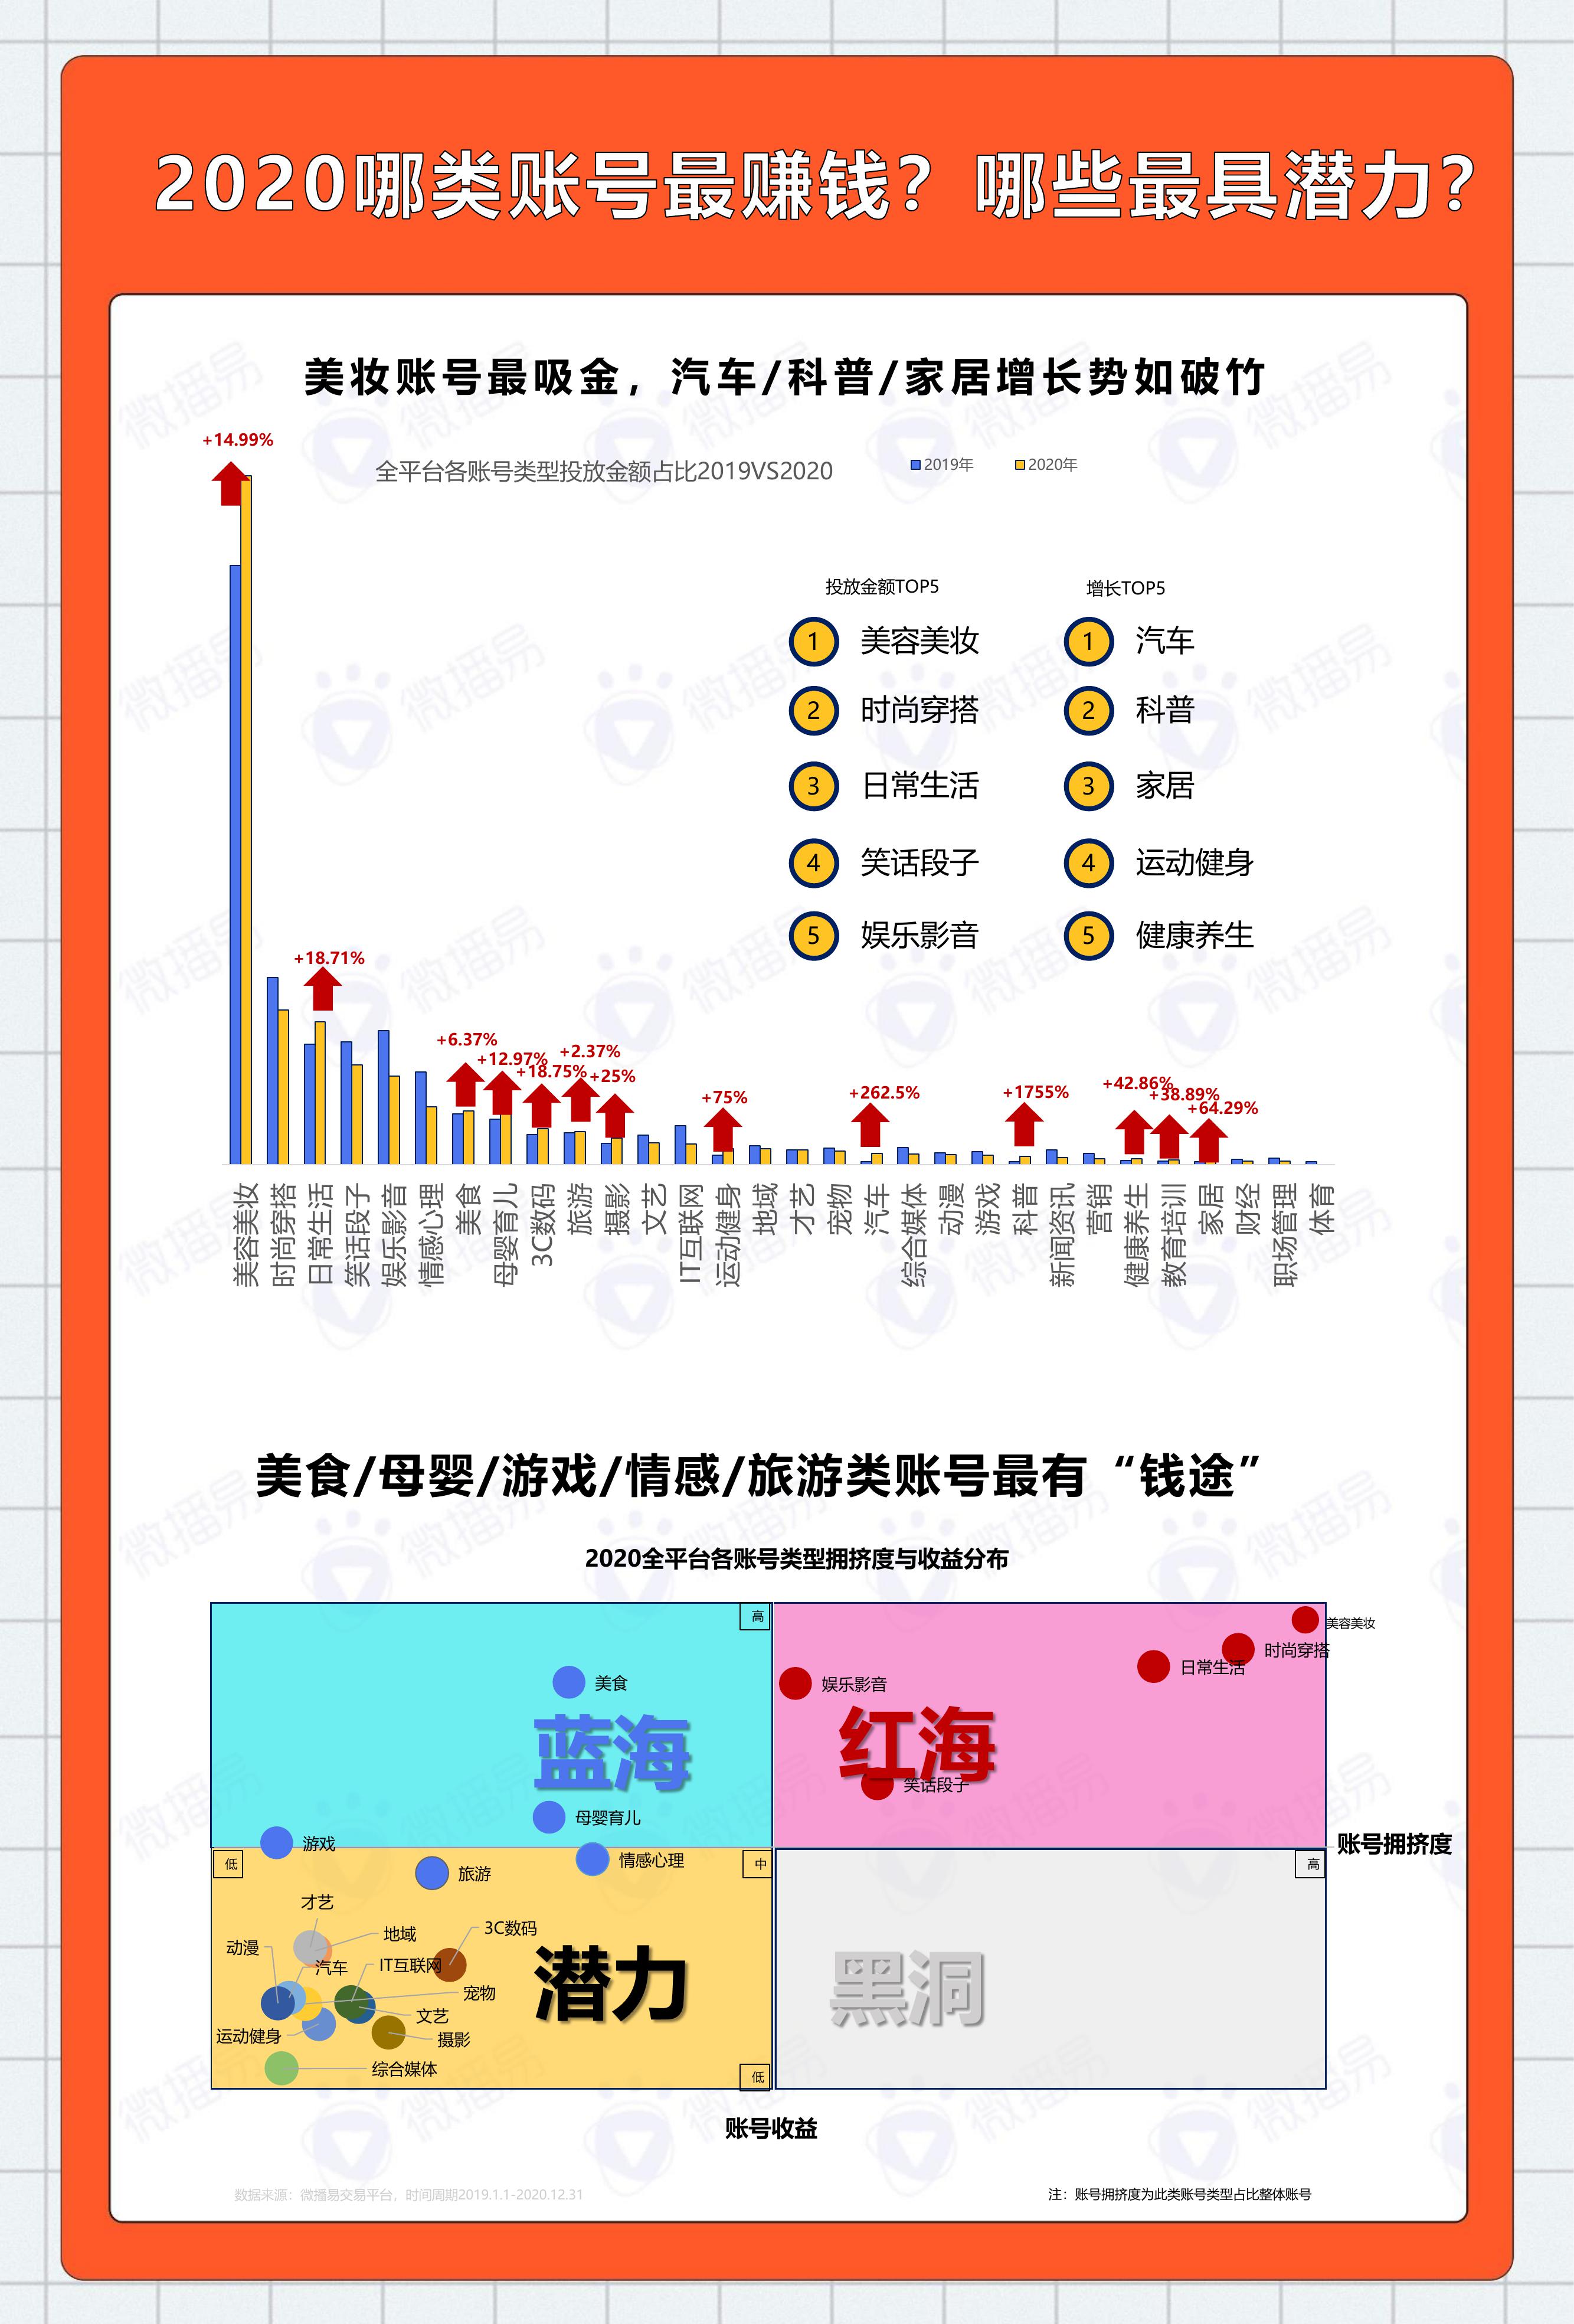 2020哪类账号最赚钱？哪些最具潜力？
美妆账号最吸金，汽车/科普/家居增长势如破竹
+14.99%
全平台各账号类型投放金额占比2019VS2020
2019年
2020年
投放金额TOP5
增长TOP5
1 美容美妆
1 汽车
2 时尚穿搭
2 科普
3 日常生活
3 家居
4 笑话段子
4 运动健身
5 娱乐影音
5 健康养生
+18.71%
+6.37%
+12.97%
+18.75%
+2.37%
+25%
+75%
+262.5%
+1755%
+42.86%
+38.89%
+64.29%
美容美妆
时尚穿搭
日常生活
笑话段子
娱乐影音
情感心理
美食
母婴育儿
3C数码
旅游
摄影
文艺
IT互联网
运动健身
地域
才艺
宠物
汽车
综合媒体
动漫
游戏
科普
新闻资讯
营销
健康养生
教育培训
家居
财经
职场管理
体育
美食/母婴/游戏/情感/旅游类账号最有“钱途”
2020全平台各账号类型拥挤度与收益分布
高
美容美妆
时尚穿搭
日常生活
美食
娱乐影音
蓝海
红海
笑话段子
母婴育儿
游戏
账号拥挤度
低
中
高
情感心理
旅游
才艺
地域
3C数码
动漫
汽车
IT互联网
潜力
黑洞
宠物
文艺
运动健身
摄影
综合媒体
低
账号收益
数据来源：微播易交易平台，时间周期2019.1.1-2020.12.31
注：账号拥挤度为此类账号类型占比整体账号
微播易